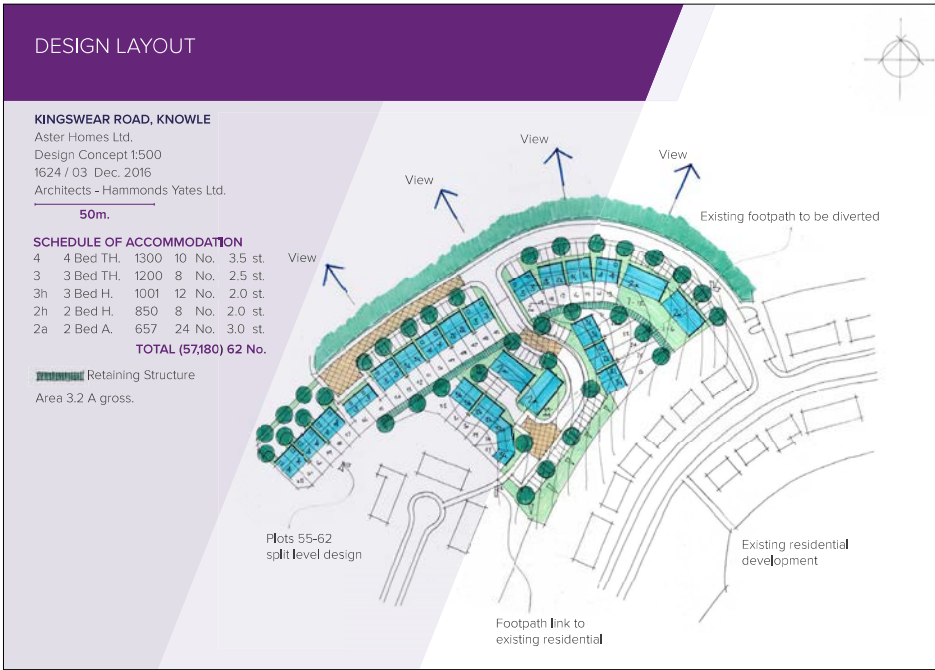 DESIGN LAYOUT
KINGSWEAR ROAD, KNOWLE
Aster Homes Ltd.
Design Concept 1:500
1624 / 03 Dec. 2016
Architects - Hammonds Yates Ltd.
50m.
SCHEDULE OF ACCOMMODATION
4 4 Bed TH. 1300 10 No. 3.5 st.
3 3 Bed TH. 1200 8 No. 2.5 st.
3h 3 Bed H. 1001 12 No. 2.0 st.
2h 2 Bed H. 850 8 No. 2.0 st.
2a 2 Bed A. 657 24 No. 3.0 st.
TOTAL (57,180) 62 No.
Retaining Structure
Area 3.2 A gross.
View
View
View
View
Existing footpath to be diverted
Plots 55-62
split level design
Existing residential
development
Footpath link to
existing residential